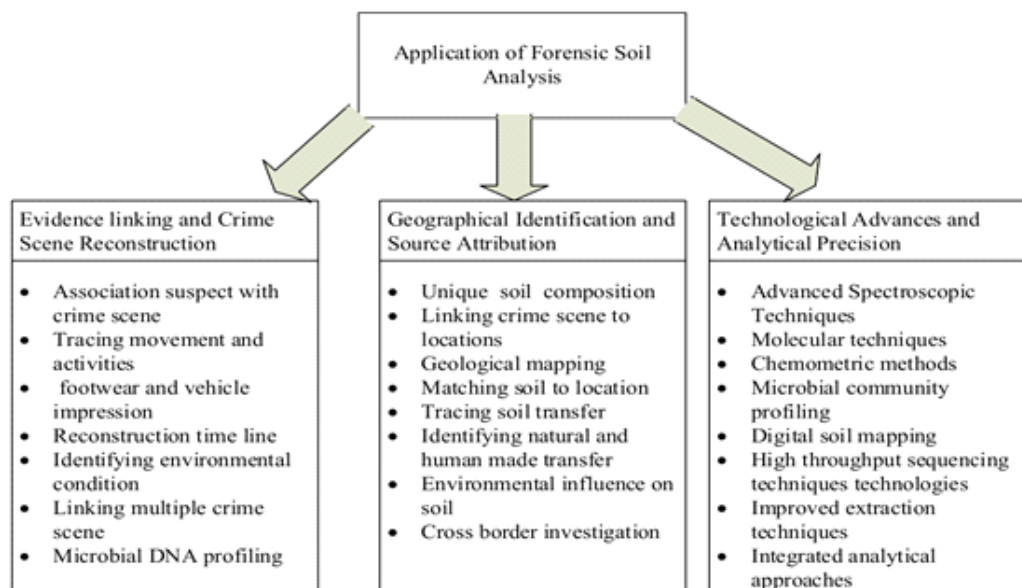 Application of Forensic Soil
Analysis
Evidence linking and Crime
Scene Reconstruction
• Association suspect with
crime scene
• Tracing movement and
activities
• footwear and vehicle
impression
• Reconstruction time line
• Identifying environmental
condition
• Linking multiple crime
scene
• Microbial DNA profiling
Geographical Identification and
Source Attribution
• Unique soil composition
• Linking crime scene to
locations
• Geological mapping
• Matching soil to location
• Tracing soil transfer
• Identifying natural and
human made transfer
• Environmental influence on
soil
• Cross border investigation
Technological Advances and
Analytical Precision
• Advanced Spectroscopic
Techniques
• Molecular techniques
• Chemometric methods
• Microbial community
profiling
• Digital soil mapping
• High throughput sequencing
techniques technologies
• Improved extraction
techniques
• Integrated analytical
approaches